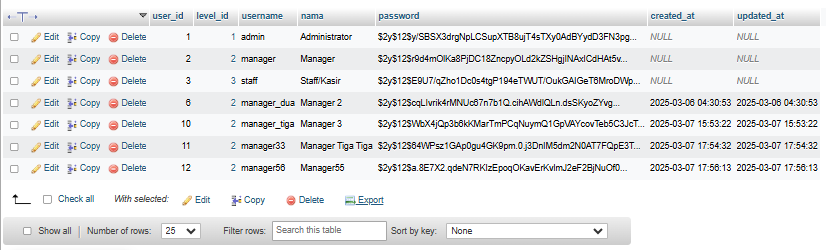 user_id level_id username nama password created_at updated_at
Edit Copy Delete 1 1 admin Administrator $2y$12$y/SBSX3drgNpLCSupXTB8ujT4sTXy0AdBYydD3FN3pg... NULL NULL
Edit Copy Delete 2 2 manager Manager $2y$12$r9d4mOlKa8PjDC18ZncpyOLd2kZSHgjINAxICdHAt5v... NULL NULL
Edit Copy Delete 3 3 staff Staff/Kasir $2y$12$E9U7/qZho1Dc0s4tgP194eTWUT/OukGAIGeT6MroDWp... NULL NULL
Edit Copy Delete 6 2 manager_dua Manager 2 $2y$12$cqLIvrik4rMNUc67n7b1Q.cihAWdIQLn.dsSKyoZYvg... 2025-03-06 04:30:53 2025-03-06 04:30:53
Edit Copy Delete 10 2 manager_tiga Manager 3 $2y$12$WbX4jQp3b6kKMarTmPCqNuymQ1GpVAYcovTeb5C3JcT... 2025-03-07 15:53:22 2025-03-07 15:53:22
Edit Copy Delete 11 2 manager33 Manager Tiga Tiga $2y$12$64WPsz1GAp0gu4GK9pm.0.j3DnlM5dm2N0AT7FQpE3T... 2025-03-07 17:54:32 2025-03-07 17:54:32
Edit Copy Delete 12 2 manager56 Manager55 $2y$12$a.8E7X2.qdeN7RKIzEpoqOKavErKvlmJ2eF2BjNuOf0... 2025-03-07 17:56:13 2025-03-07 17:56:13
Check all With selected: Edit Copy Delete Export
Show all Number of rows: 25 Filter rows: Search this table Sort by key: None